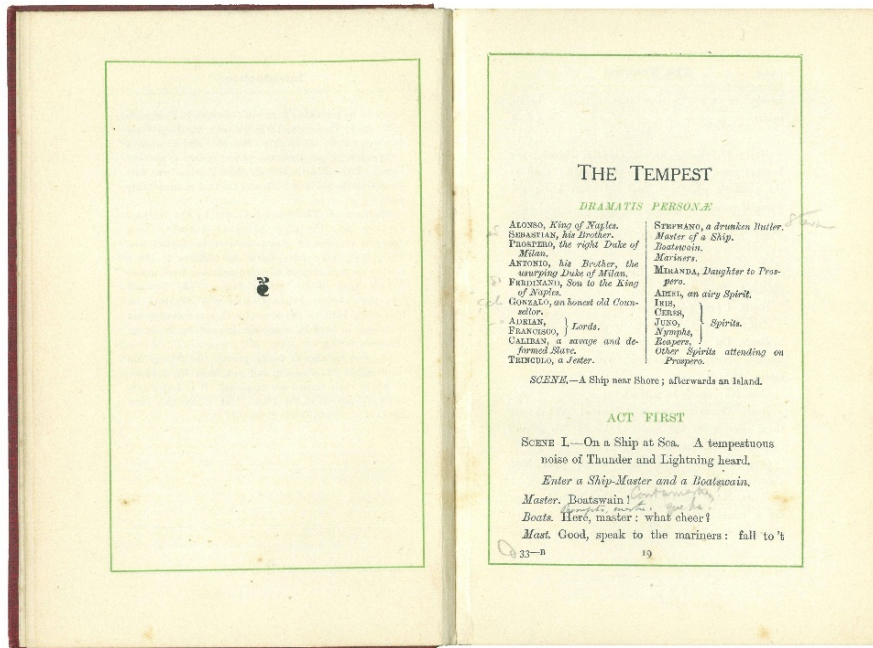 THE TEMPEST
DRAMATIS PERSONÆ
ALONSO, King of Naples.
SEBASTIAN, his Brother.
PROSPERO, the right Duke of
Milan.
ANTONIO, his Brother, the
usurping Duke of Milan.
FERDINAND, Son to the King
of Naples.
GONZALO, an honest old Coun-
sellor.
ADRIAN,
FRANCISCO, } Lords.
CALIBAN, a savage and de-
formed Slave.
TRINCULO, a Jester.
STEPHANO, a drunken Butler.
Master of a Ship.
Boatswain.
Mariners.
MIRANDA, Daughter to Pros-
pero.
ARIEL, an airy Spirit.
IRIS,
CERES,
JUNO, } Spirits.
Nymphs,
Reapers,
Other Spirits attending on
Prospero.
SCENE.—A Ship near Shore; afterwards an Island.
ACT FIRST
SCENE I.—On a Ship at Sea. A tempestuous
noise of Thunder and Lightning heard.
Enter a Ship-Master and a Boatswain.
Master. Boatswain!
Boats. Here, master: what cheer?
Mast. Good, speak to the mariners: fall to 't
33—B 19